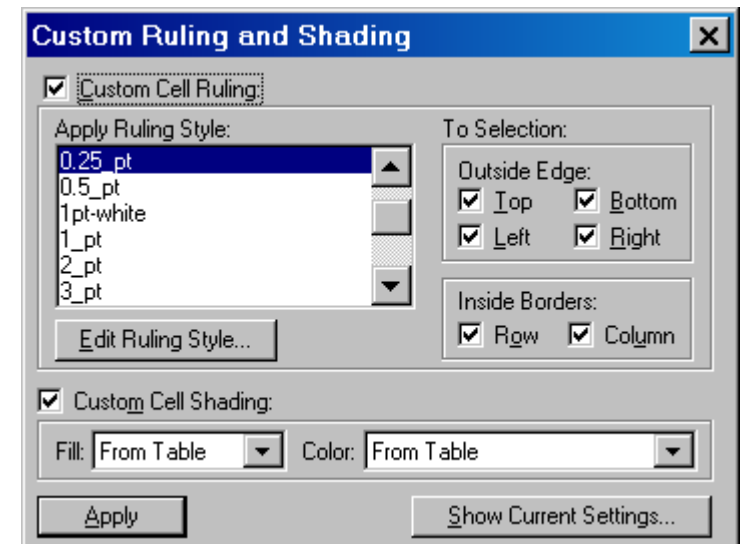 Custom Ruling and Shading
Custom Cell Ruling:
Apply Ruling Style:
0.25_pt
0.5_pt
1pt-white
1_pt
2_pt
3_pt
Edit Ruling Style...
To Selection:
Outside Edge:
Top Bottom
Left Right
Inside Borders:
Row Column
Custom Cell Shading:
Fill: From Table Color: From Table
Apply Show Current Settings...